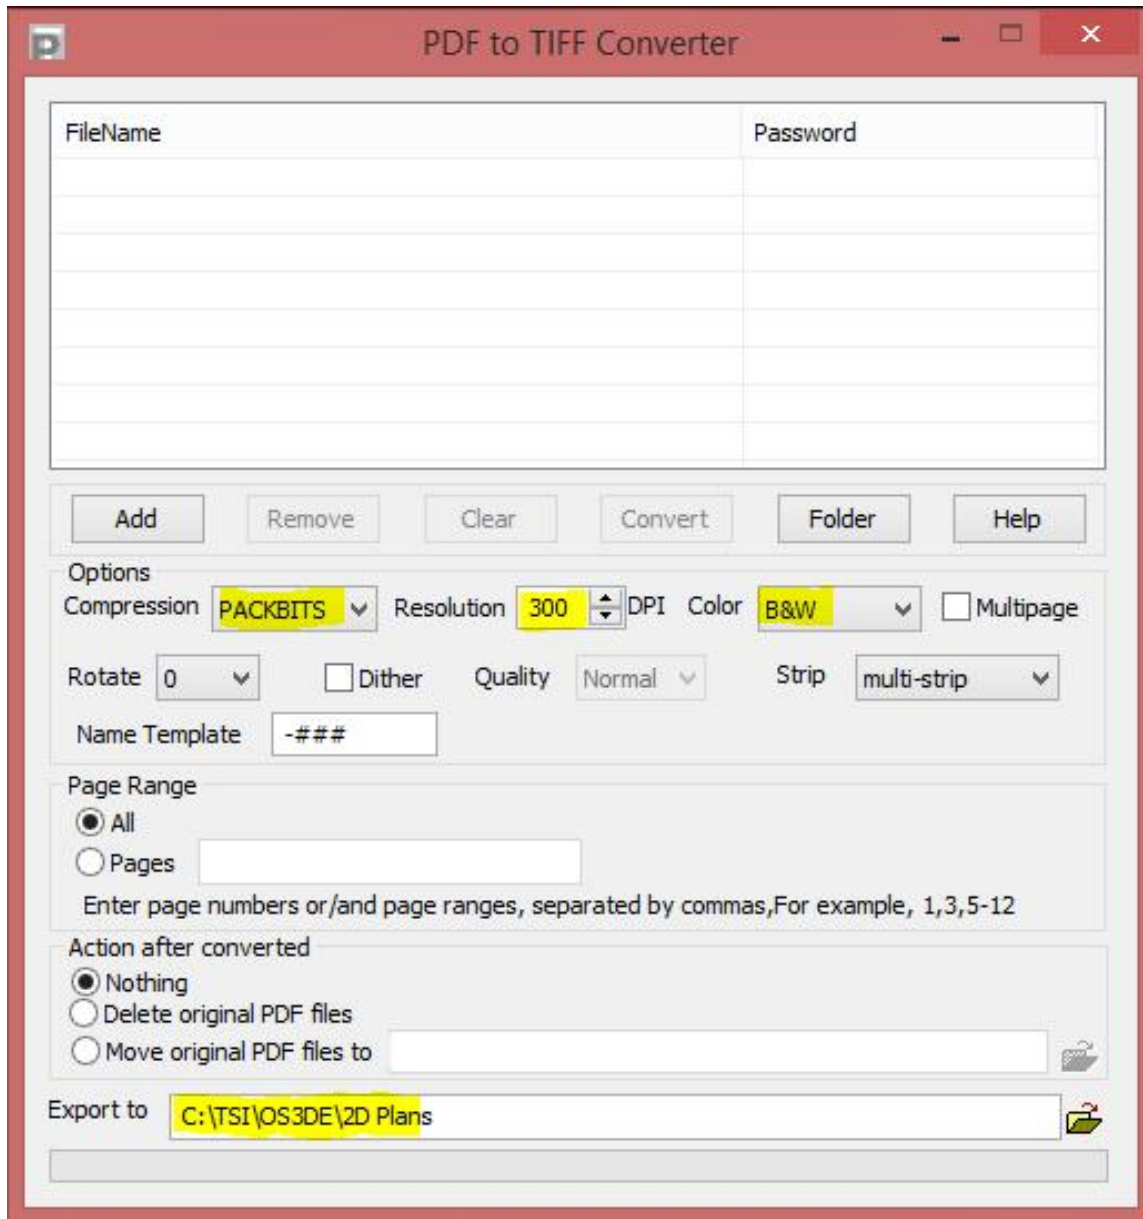 PDF to TIFF Converter
FileName Password
Add Remove Clear Convert Folder Help
Options
Compression PACKBITS Resolution 300 DPI Color B&W Multipage
Rotate 0 Dither Quality Normal Strip multi-strip
Name Template -###
Page Range
All
Pages
Enter page numbers or/and page ranges, separated by commas,For example, 1,3,5-12
Action after converted
Nothing
Delete original PDF files
Move original PDF files to
Export to C:\TSI\OS3DE\2D Plans